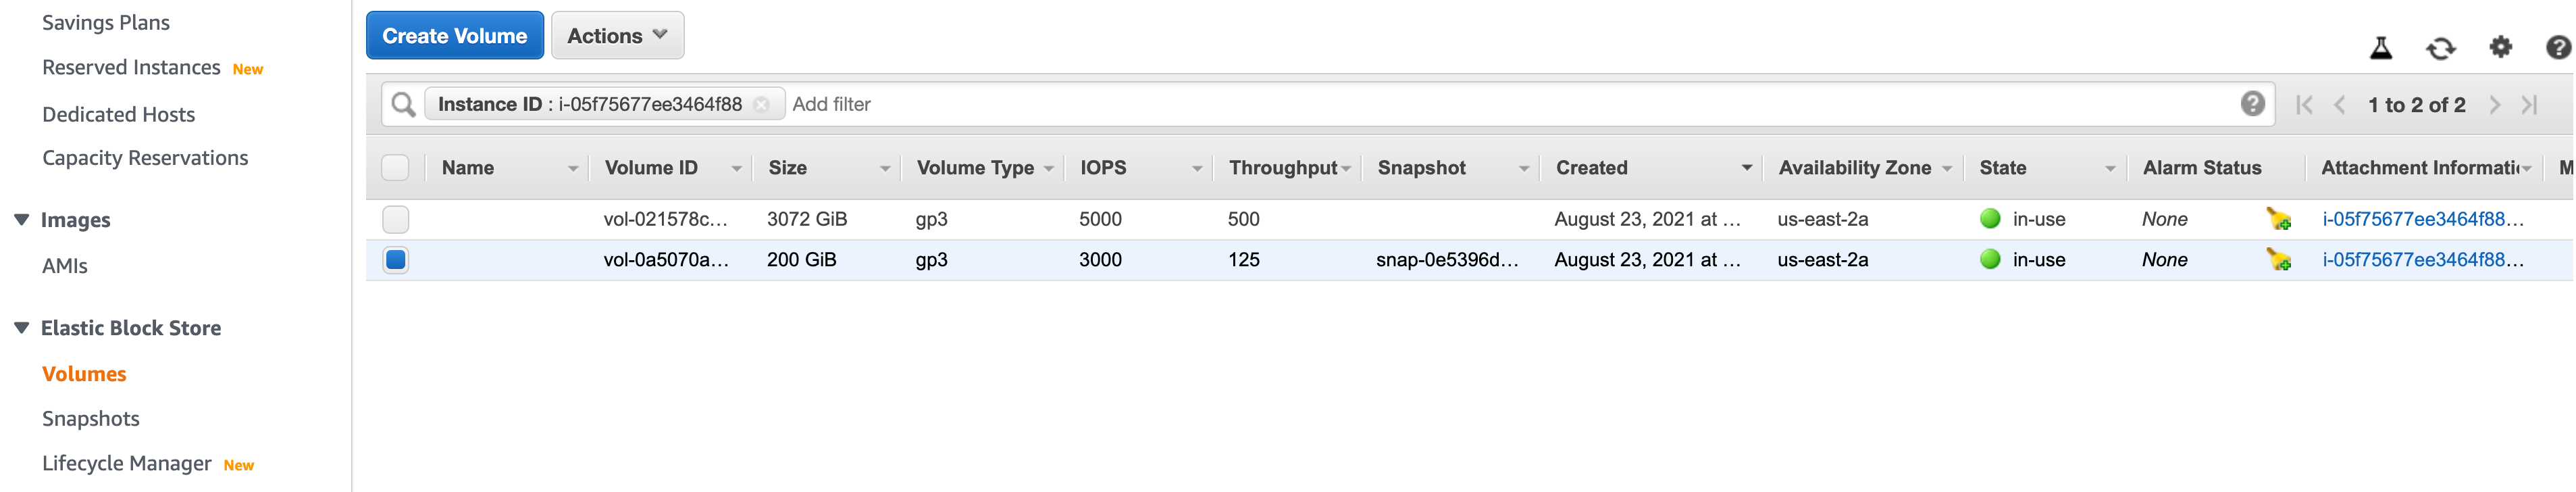 Savings Plans
Reserved Instances New
Dedicated Hosts
Capacity Reservations
Images
AMIs
Elastic Block Store
Volumes
Snapshots
Lifecycle Manager New
Create Volume Actions
Instance ID : i-05f75677ee3464f88 Add filter 1 to 2 of 2
Name Volume ID Size Volume Type IOPS Throughput Snapshot Created Availability Zone State Alarm Status Attachment Informati M
vol-021578c... 3072 GiB gp3 5000 500 August 23, 2021 at ... us-east-2a in-use None i-05f75677ee3464f88...
vol-0a5070a... 200 GiB gp3 3000 125 snap-0e5396d... August 23, 2021 at ... us-east-2a in-use None i-05f75677ee3464f88...